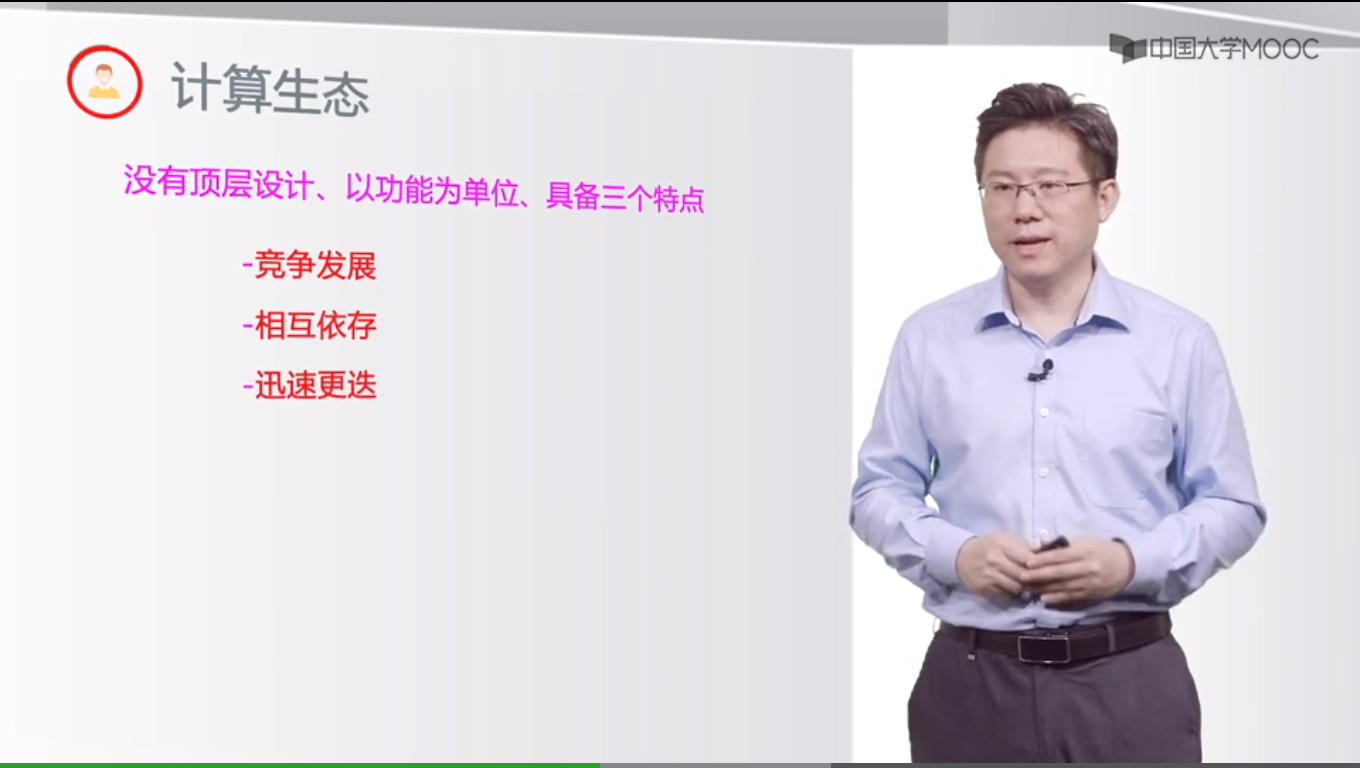 中国大学MOOC
计算生态
没有顶层设计、以功能为单位、具备三个特点
-竞争发展
-相互依存
-迅速更迭